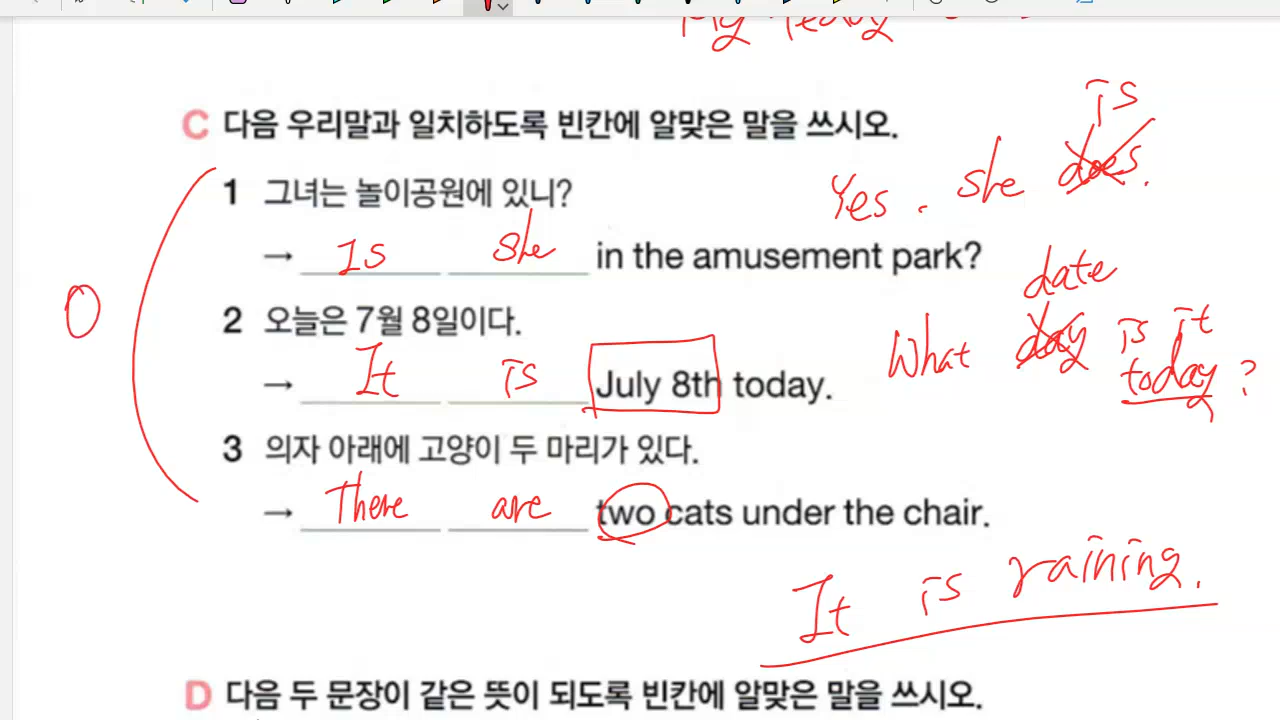 My today
C 다음 우리말과 일치하도록 빈칸에 알맞은 말을 쓰시오.
1 그녀는 놀이공원에 있니?
→ Is she in the amusement park?
is
Yes. she does.
2 오늘은 7월 8일이다.
→ It is July 8th today.
date
What day is it
today?
3 의자 아래에 고양이 두 마리가 있다.
→ There are two cats under the chair.
It is raining.
D 다음 두 문장이 같은 뜻이 되도록 빈칸에 알맞은 말을 쓰시오.